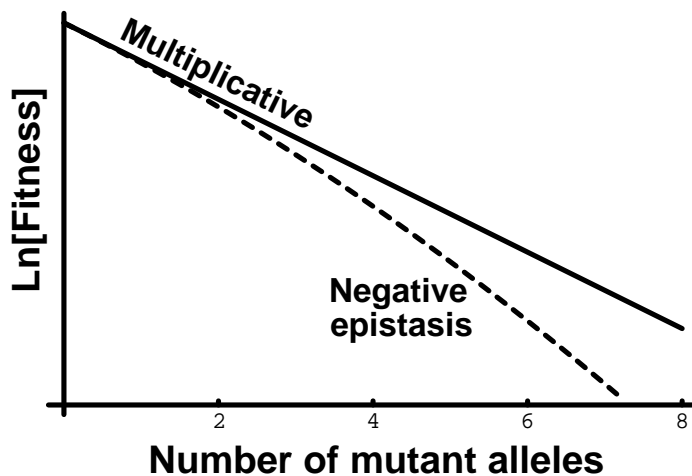 Multiplicative
Ln[Fitness]
Negative
epistasis
2 4 6 8
Number of mutant alleles